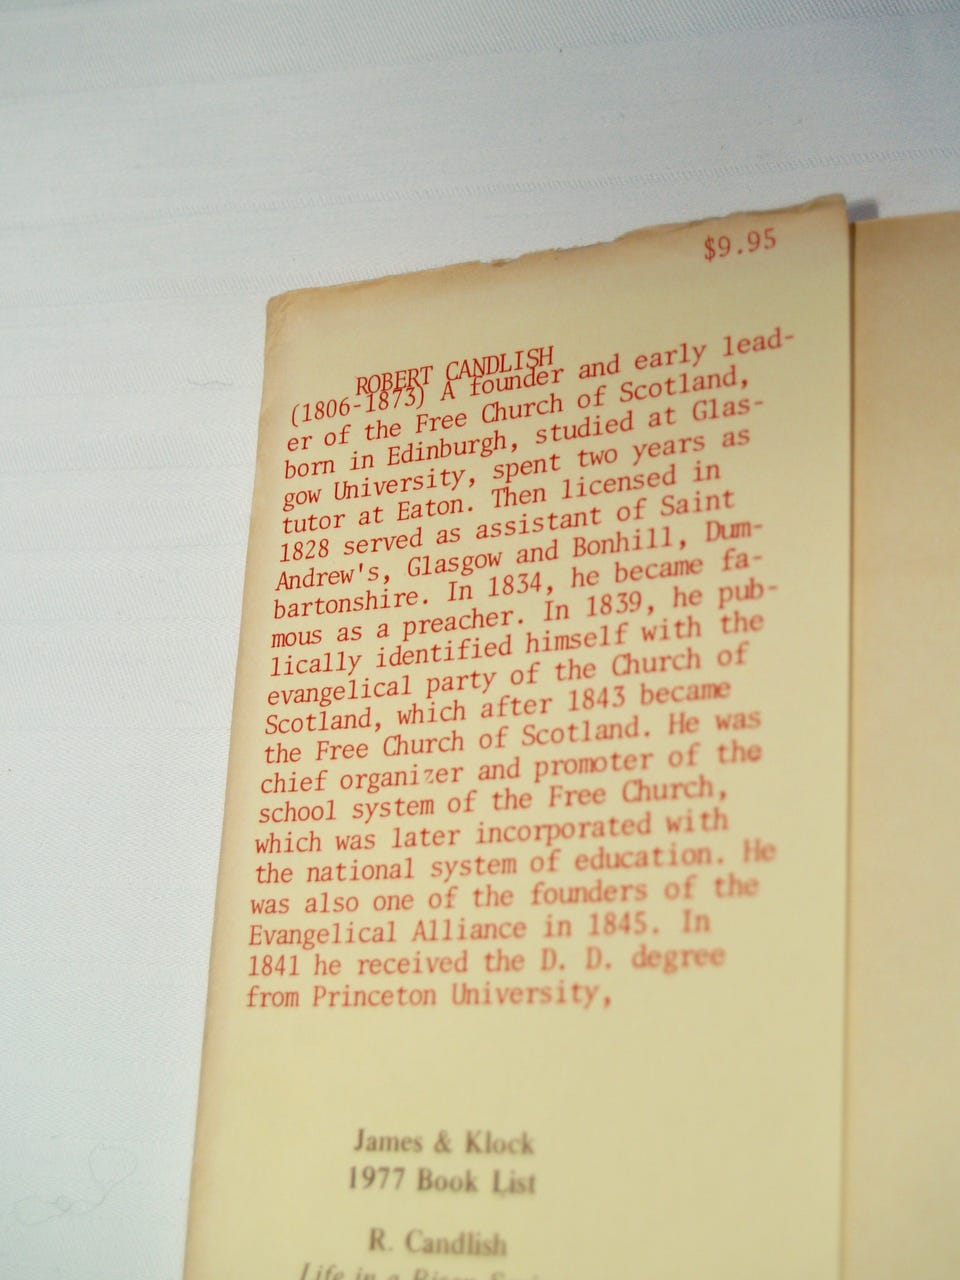 $9.95
ROBERT CANDLISH
(1806-1873) A founder and early lead-
er of the Free Church of Scotland,
born in Edinburgh, studied at Glas-
gow University, spent two years as
tutor at Eaton. Then licensed in
1828 served as assistant of Saint
Andrew's, Glasgow and Bonhill, Dum-
bartonshire. In 1834, he became fa-
mous as a preacher. In 1839, he pub-
lically identified himself with the
evangelical party of the Church of
Scotland, which after 1843 became
the Free Church of Scotland. He was
chief organizer and promoter of the
school system of the Free Church,
which was later incorporated with
the national system of education. He
was also one of the founders of the
Evangelical Alliance in 1845. In
1841 he received the D. D. degree
from Princeton University,
James & Klock
1977 Book List
R. Candlish
Life in a Risen